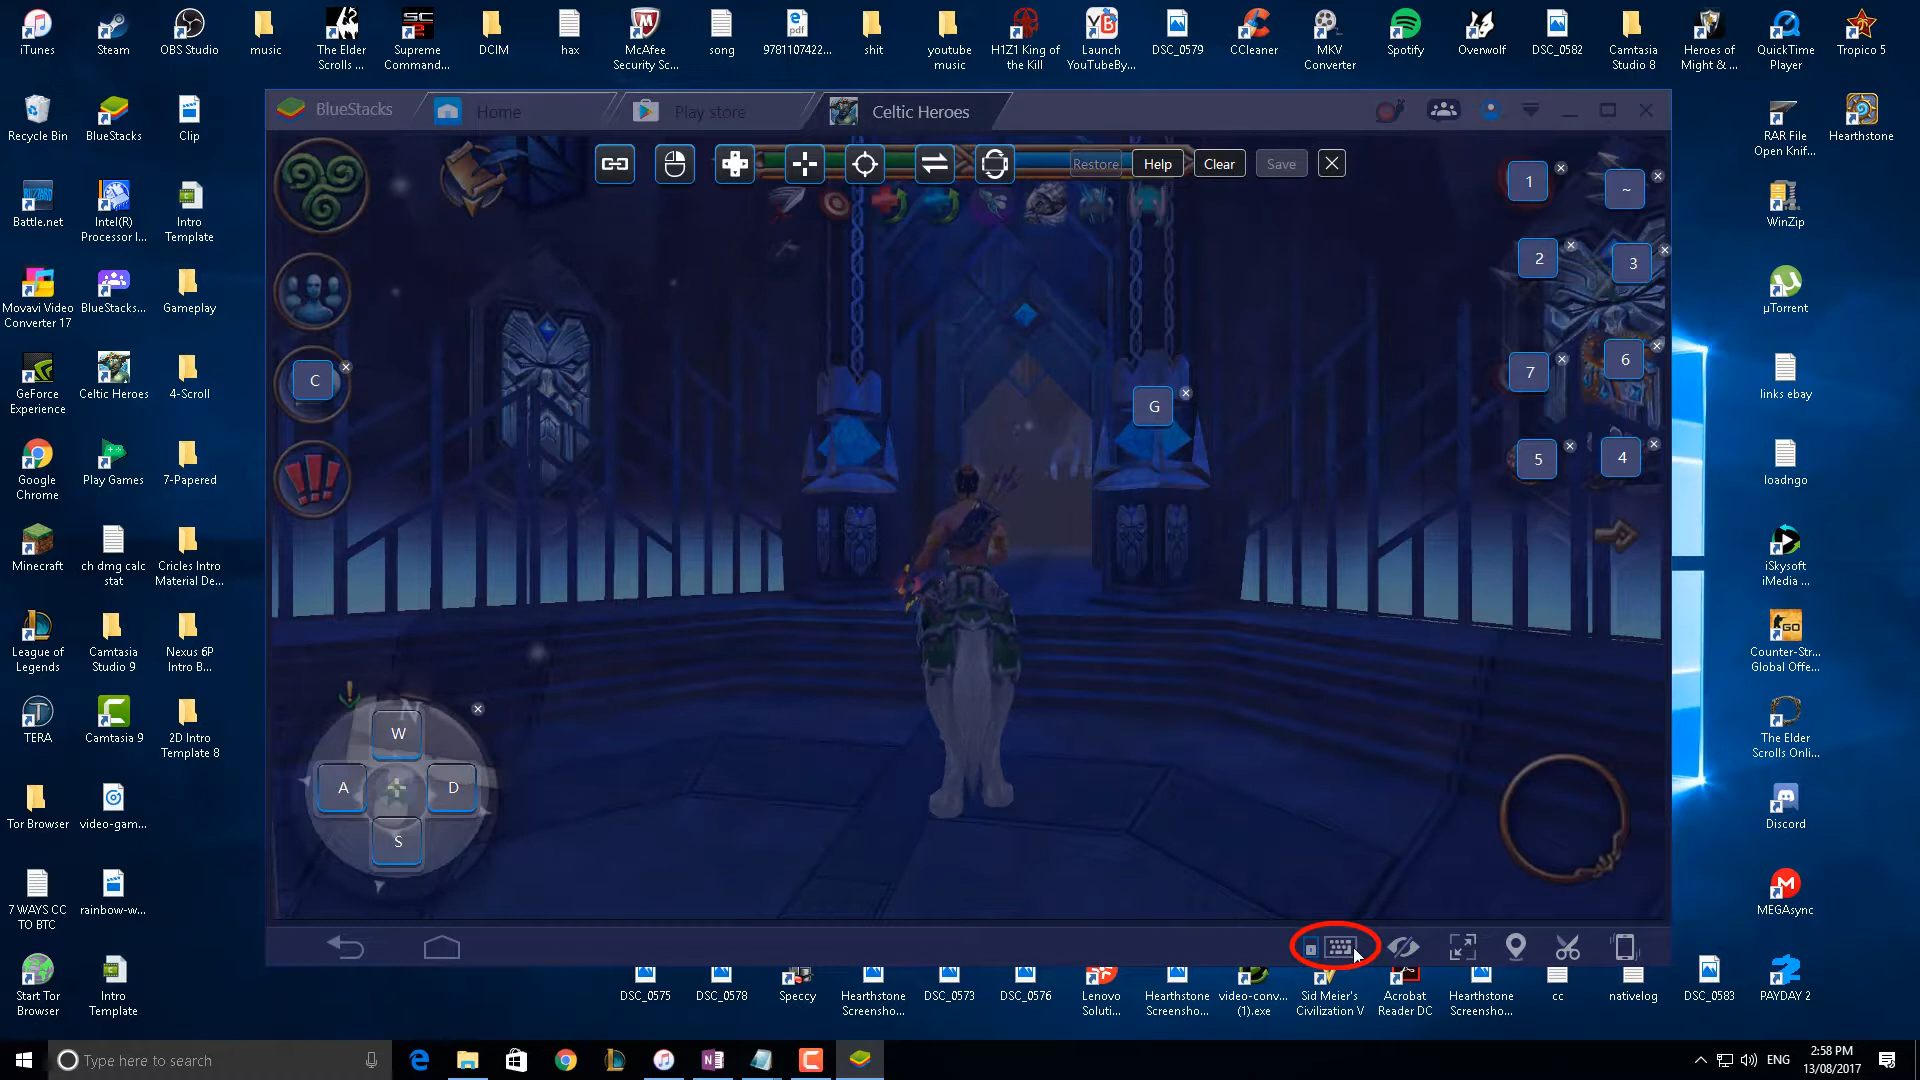 iTunes
Steam
OBS Studio
music
The Elder
Scrolls ...
Supreme
Command...
DCIM
hax
McAfee
Security Sc...
song
9781107422...
shit
youtube
music
H1Z1 King of
the Kill
Launch
YouTubeBy...
DSC_0579
CCleaner
MKV
Converter
Spotify
Overwolf
DSC_0582
Camtasia
Studio 8
Heroes of
Might & ...
QuickTime
Player
Tropico 5
Recycle Bin
BlueStacks
Clip
RAR File
Open Knif...
Hearthstone
BlueStacks
Home
Play store
Celtic Heroes
Restore
Help
Clear
Save
1
~
2
3
C
G
7
6
5
4
W
A
D
S
Battle.net
Intel(R)
Processor I...
Intro
Template
WinZip
Movavi Video
Converter 17
BlueStacks...
Gameplay
µTorrent
GeForce
Experience
Celtic Heroes
4-Scroll
links ebay
Google
Chrome
Play Games
7-Papered
loadngo
Minecraft
ch dmg calc
stat
Cricles Intro
Material De...
iSkysoft
iMedia ...
League of
Legends
Camtasia
Studio 9
Nexus 6P
Intro B...
GO
Counter-Str...
Global Offe...
TERA
Camtasia 9
2D Intro
Template 8
The Elder
Scrolls Onli...
Tor Browser
video-gam...
Discord
7 WAYS CC
TO BTC
rainbow-w...
MEGAsync
Start Tor
Browser
Intro
Template
DSC_0575
DSC_0578
Speccy
Hearthstone
Screensho...
DSC_0573
DSC_0576
Lenovo
Soluti...
Hearthstone
Screensho...
video-conv...
(1).exe
Sid Meier's
Civilization V
Acrobat
Reader DC
Hearthstone
Screensho...
cc
nativelog
DSC_0583
PAYDAY 2
Type here to search
ENG
2:58 PM
13/08/2017